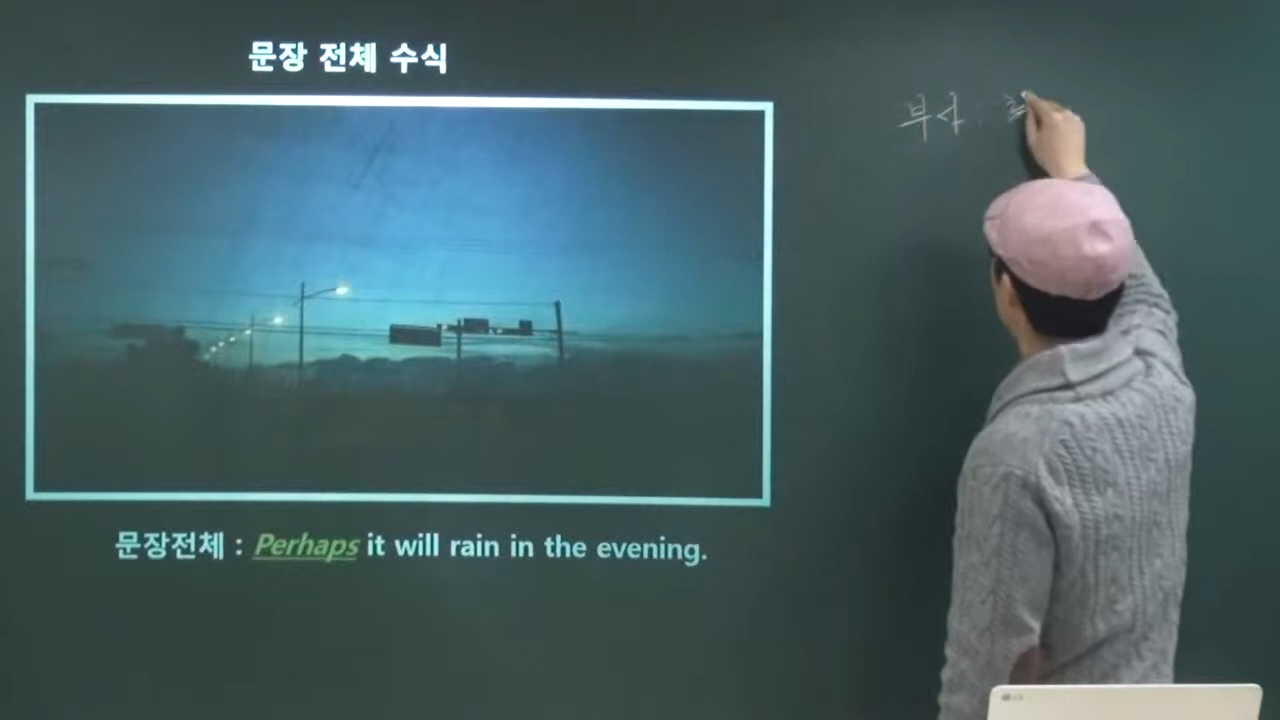 문장 전체 수식
부사 :
문장전체 : Perhaps it will rain in the evening.